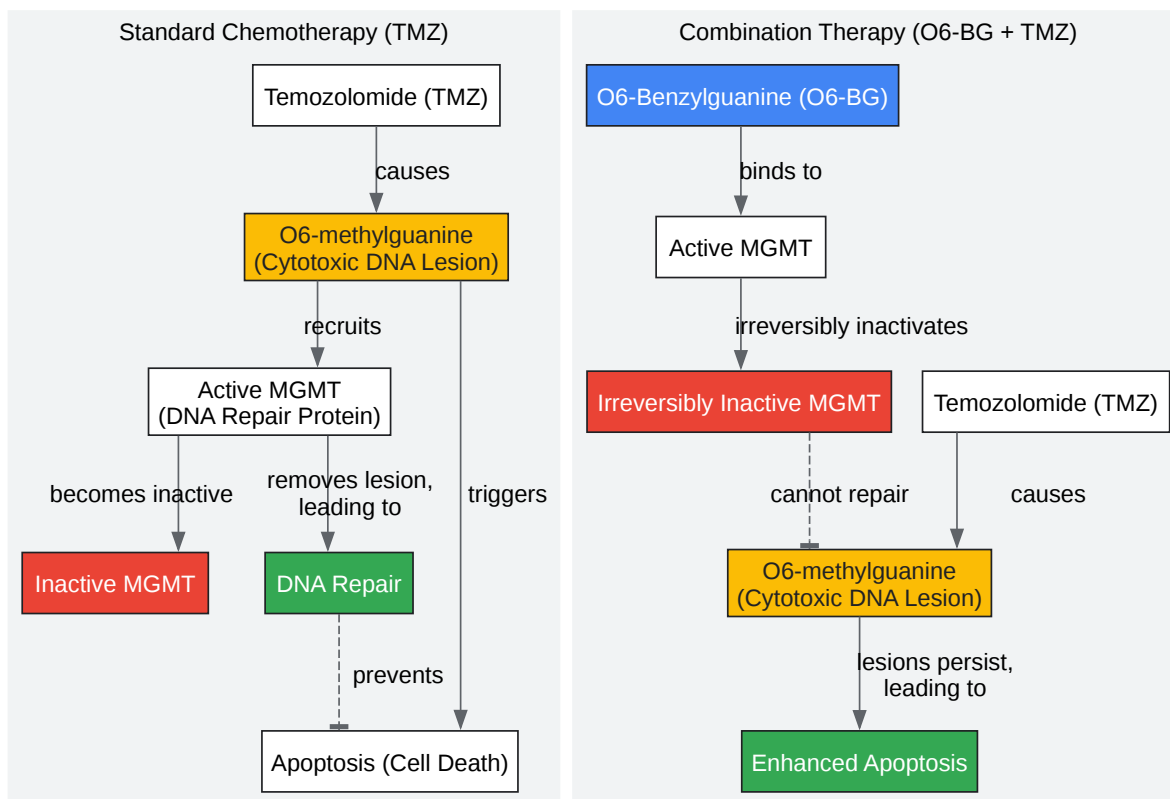 Standard Chemotherapy (TMZ)
Temozolomide (TMZ)
causes
O6-methylguanine
(Cytotoxic DNA Lesion)
recruits
Active MGMT
(DNA Repair Protein)
becomes inactive
removes lesion,
leading to
triggers
Inactive MGMT
DNA Repair
prevents
Apoptosis (Cell Death)
Combination Therapy (O6-BG + TMZ)
O6-Benzylguanine (O6-BG)
binds to
Active MGMT
irreversibly inactivates
Irreversibly Inactive MGMT
Temozolomide (TMZ)
cannot repair
causes
O6-methylguanine
(Cytotoxic DNA Lesion)
lesions persist,
leading to
Enhanced Apoptosis